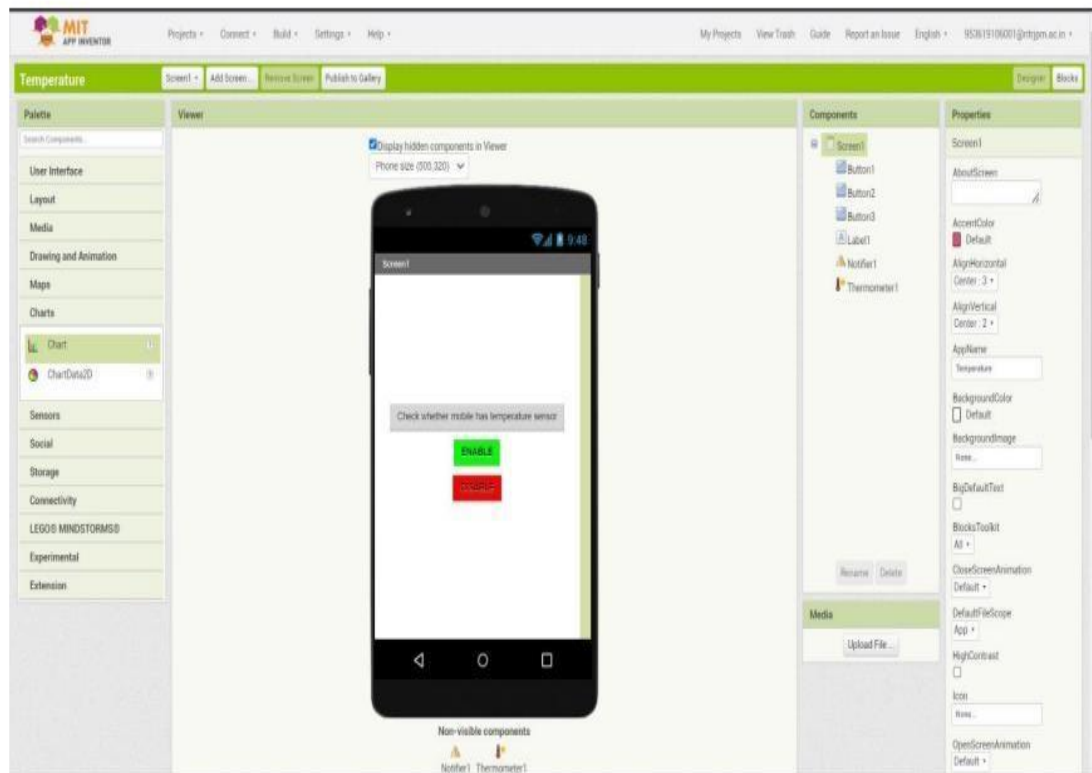 MIT
APP INVENTOR
Projects Connect Build Settings Help
My Projects View Trash Guide Report an Issue English
Temperature
Screen1 Add Screen... Remove Screen Publish to Gallery
Designer Blocks
Palette
Search Components...
User Interface
Layout
Media
Drawing and Animation
Maps
Charts
Chart
ChartData2D
Sensors
Social
Storage
Connectivity
LEGO® MINDSTORMS®
Experimental
Extension
Viewer
Display hidden components in Viewer
Phone size (505,320)
9:48
Screen1
Check whether mobile has temperature sensor
ENABLE
Non-visible components
Notifier1 Thermometer1
Components
Screen1
Button1
Button2
Button3
Label1
Notifier1
Thermometer1
Rename Delete
Media
Upload File ...
Properties
Screen1
AboutScreen
AccentColor
Default
AlignHorizontal
Center : 3
AlignVertical
Center : 2
AppName
Temperature
BackgroundColor
Default
BackgroundImage
None...
BigDefaultText
BlocksToolkit
All
CloseScreenAnimation
Default
DefaultFileScope
App
HighContrast
Icon
None...
OpenScreenAnimation
Default